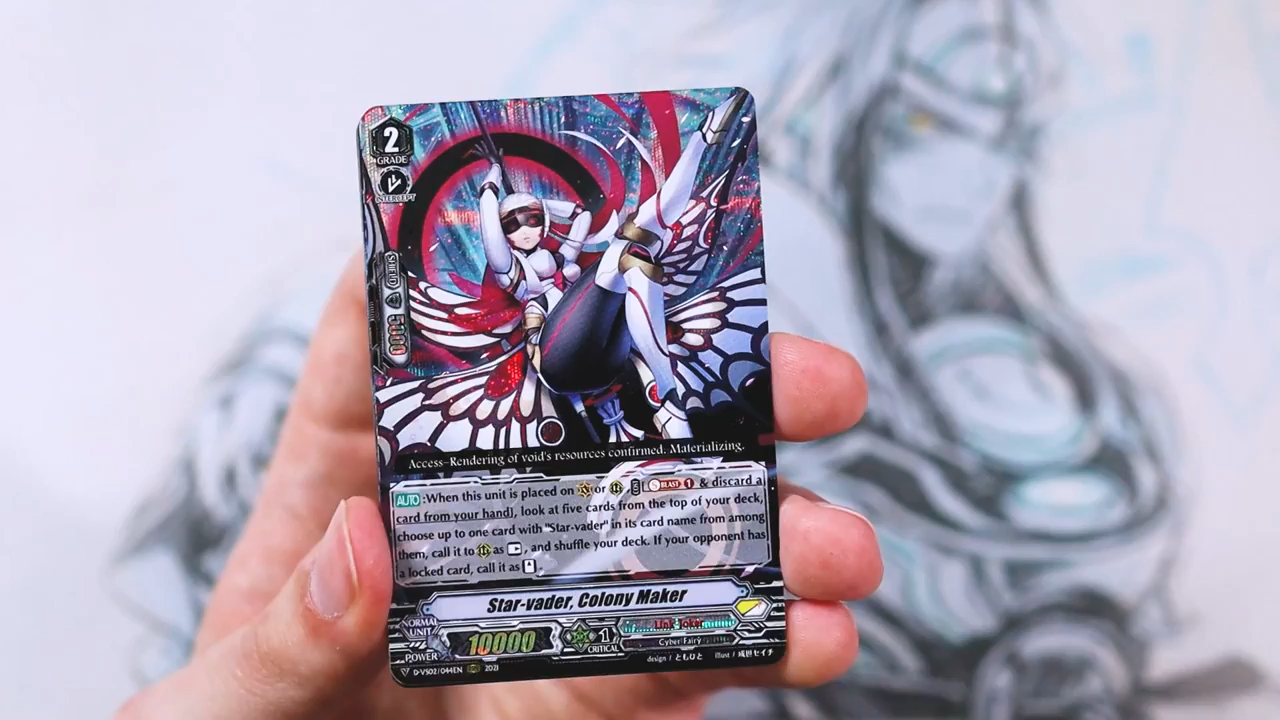 2
GRADE
INTERCEPT
SHIELD
5000
Access-Rendering of void's resources confirmed. Materializing.
AUTO :When this unit is placed on or , [ BLAST 1 & discard a
card from your hand], look at five cards from the top of your deck,
choose up to one card with "Star-vader" in its card name from among
them, call it to as , and shuffle your deck. If your opponent has
a locked card, call it as .
Star-vader, Colony Maker
NORMAL
UNIT
POWER
10000
1
CRITICAL
Link Joker
Cyber Fairy
D-VS02/044EN 2021
design / ともひと illust / 成世セイチ